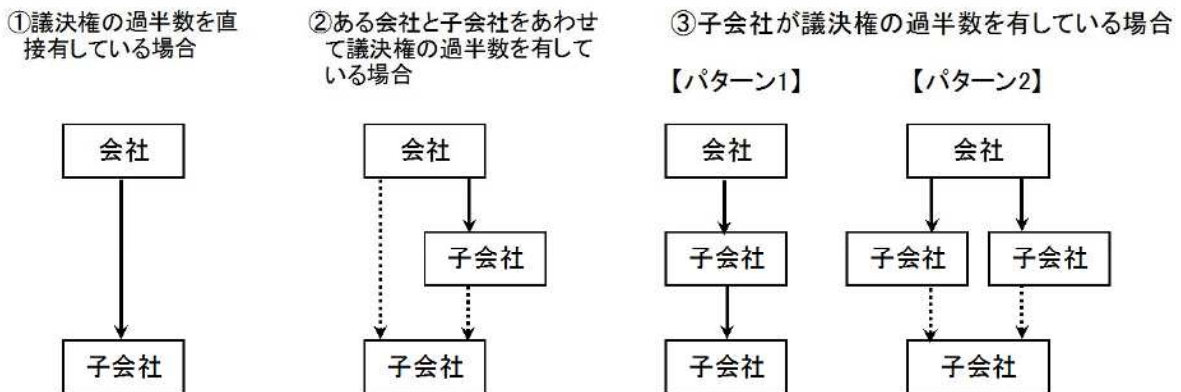 ①議決権の過半数を直
接有している場合
②ある会社と子会社をあわせ
て議決権の過半数を有して
いる場合
③子会社が議決権の過半数を有している場合
【パターン1】
【パターン2】
会社
会社
会社
会社
子会社
子会社
子会社
子会社
子会社
子会社
子会社
子会社